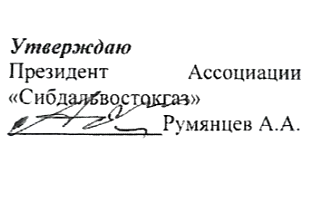 Утверждаю
Президент Ассоциации
«Сибдальвостокгаз»
Румянцев А.А.